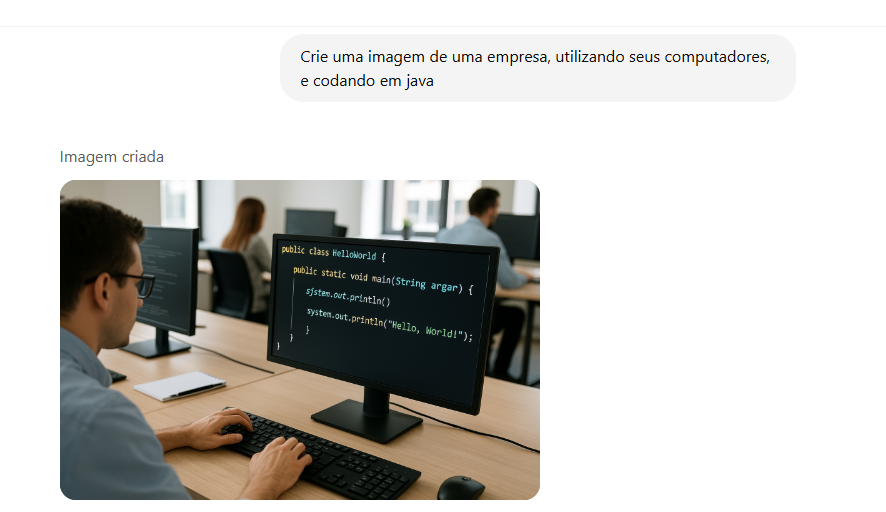 Crie uma imagem de uma empresa, utilizando seus computadores,
e codando em java
Imagem criada
public class HelloWorld {
public static void main(String argar) {
sjstem.out.println()
system.out.println("Hello, World!");
}
}
}